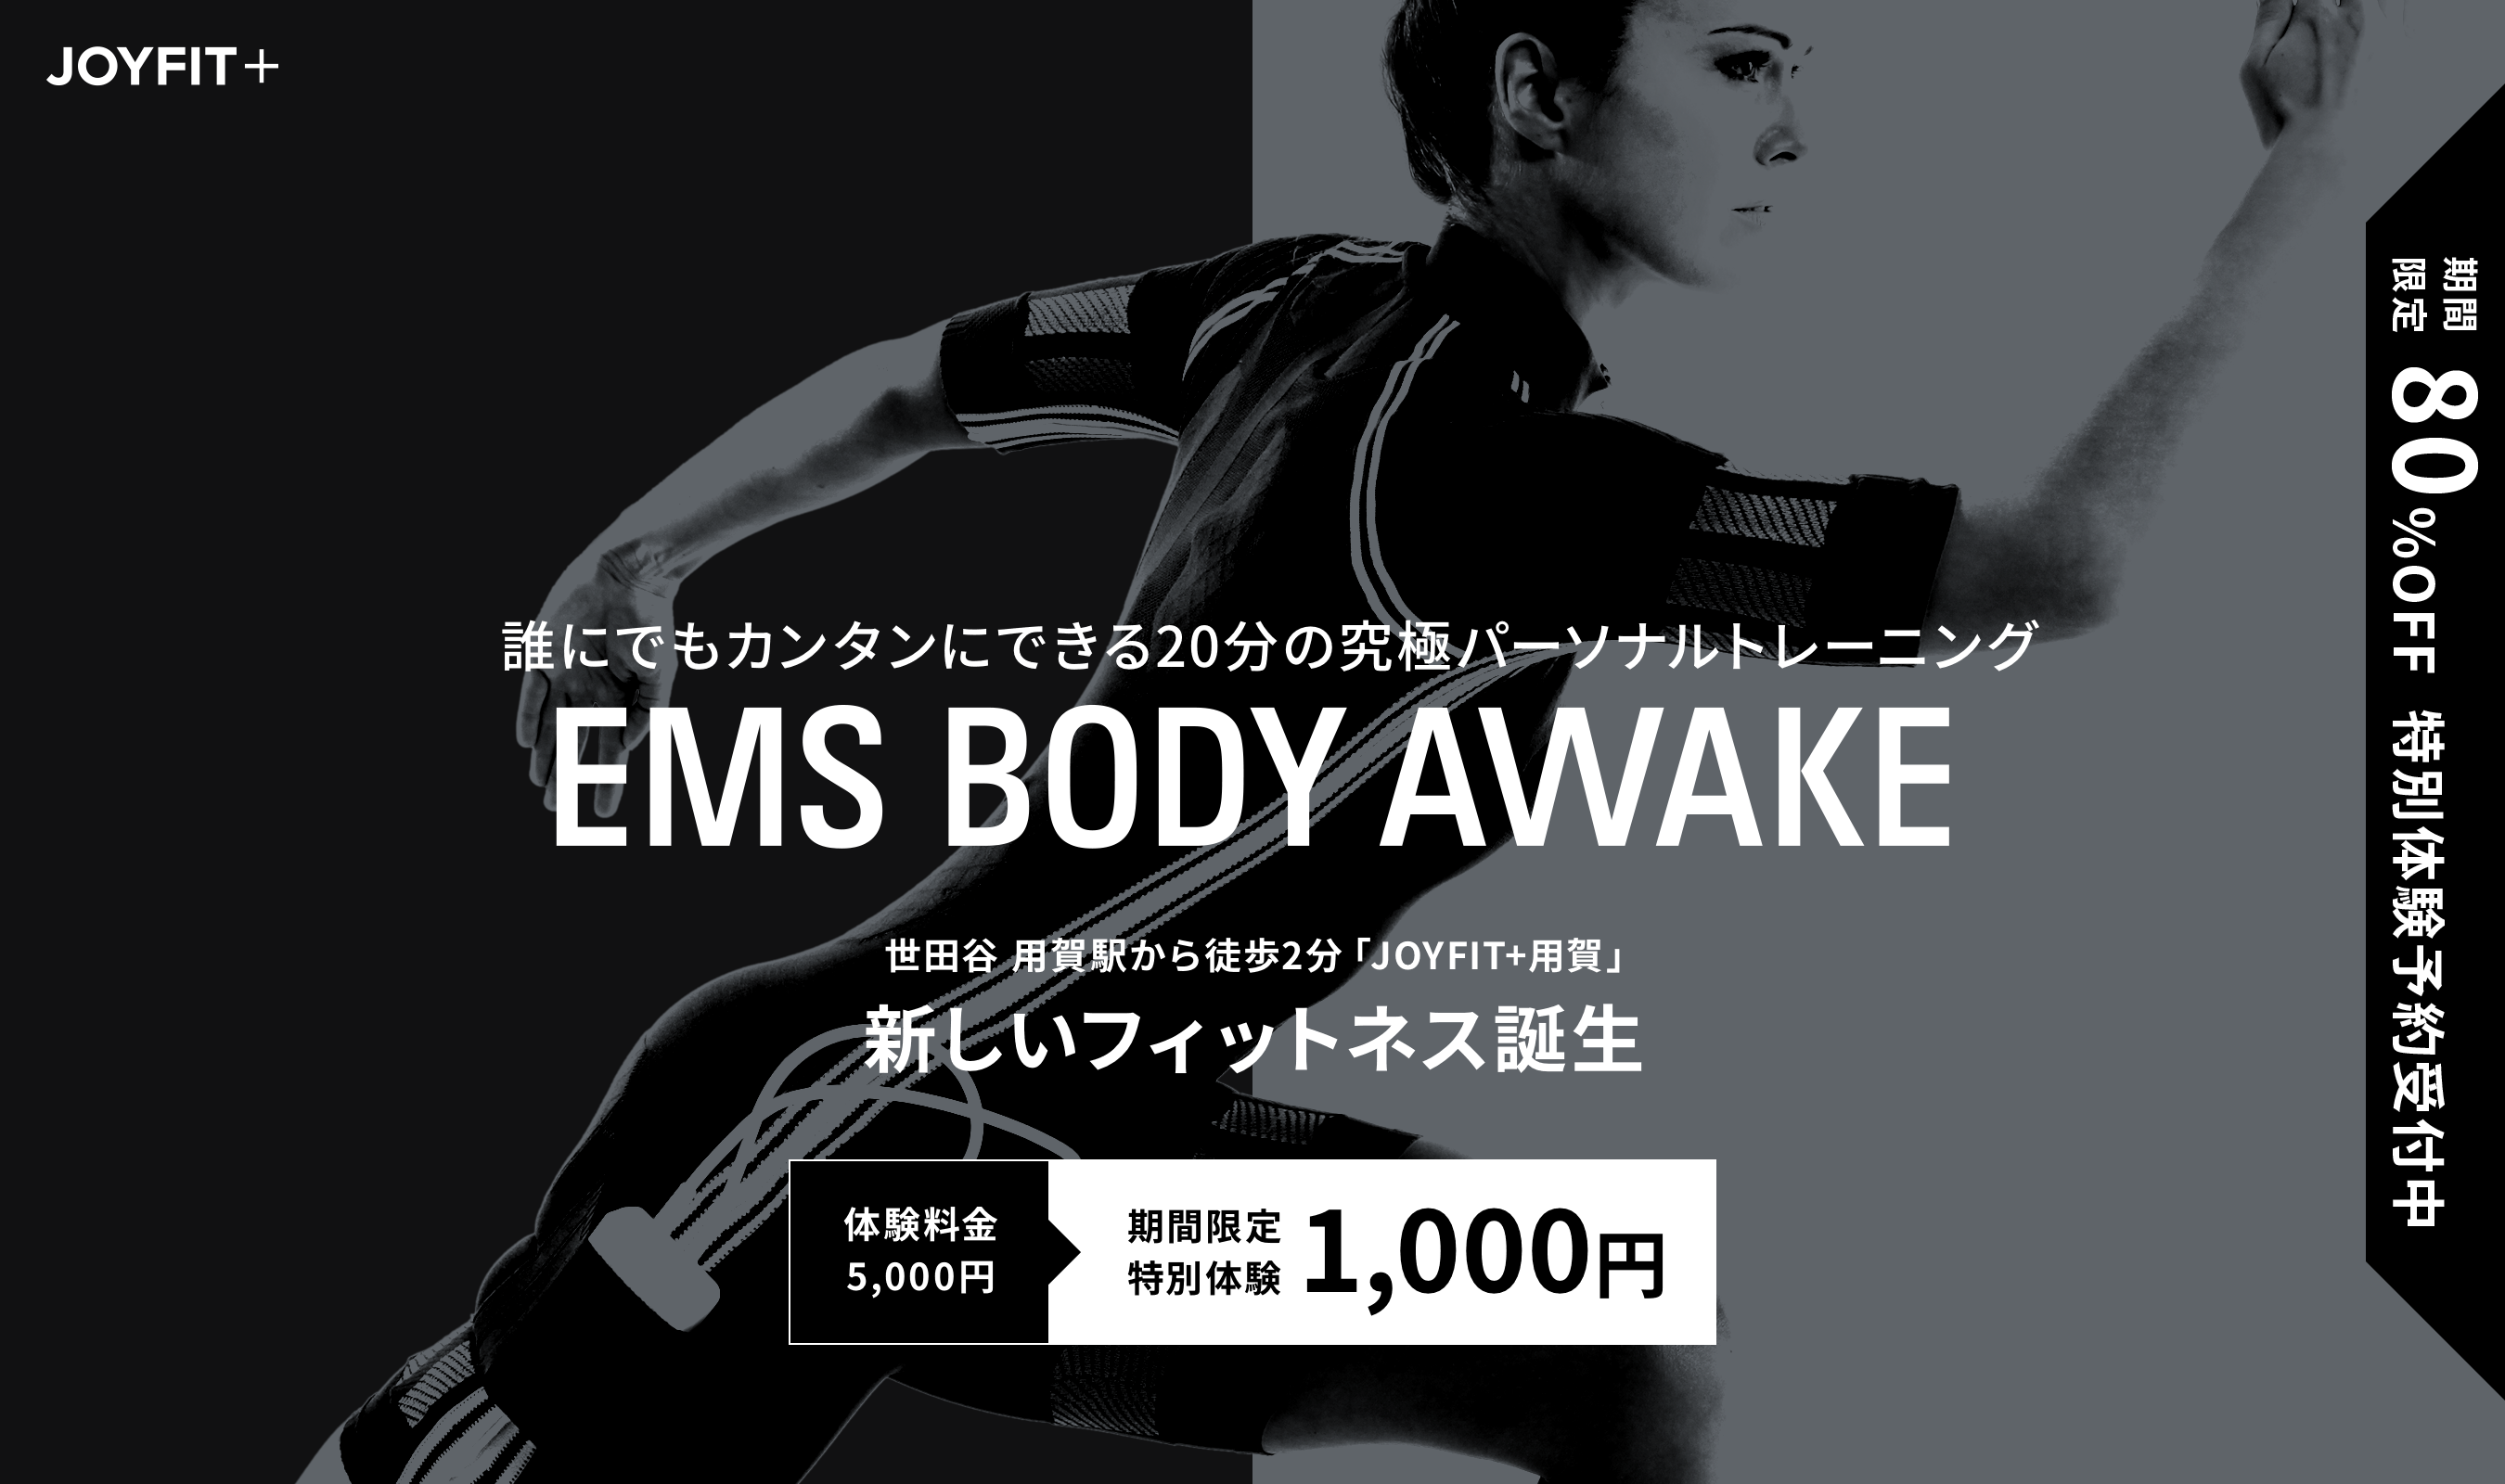 JOYFIT+
誰にでもカンタンにできる20分の究極パーソナルトレーニング
EMS BODY AWAKE
世田谷 用賀駅から徒歩2分「JOYFIT+用賀」
新しいフィットネス誕生
体験料金
5,000円
期間限定
特別体験
1,000円
期間
限定
80%OFF 特別体験予約受付中